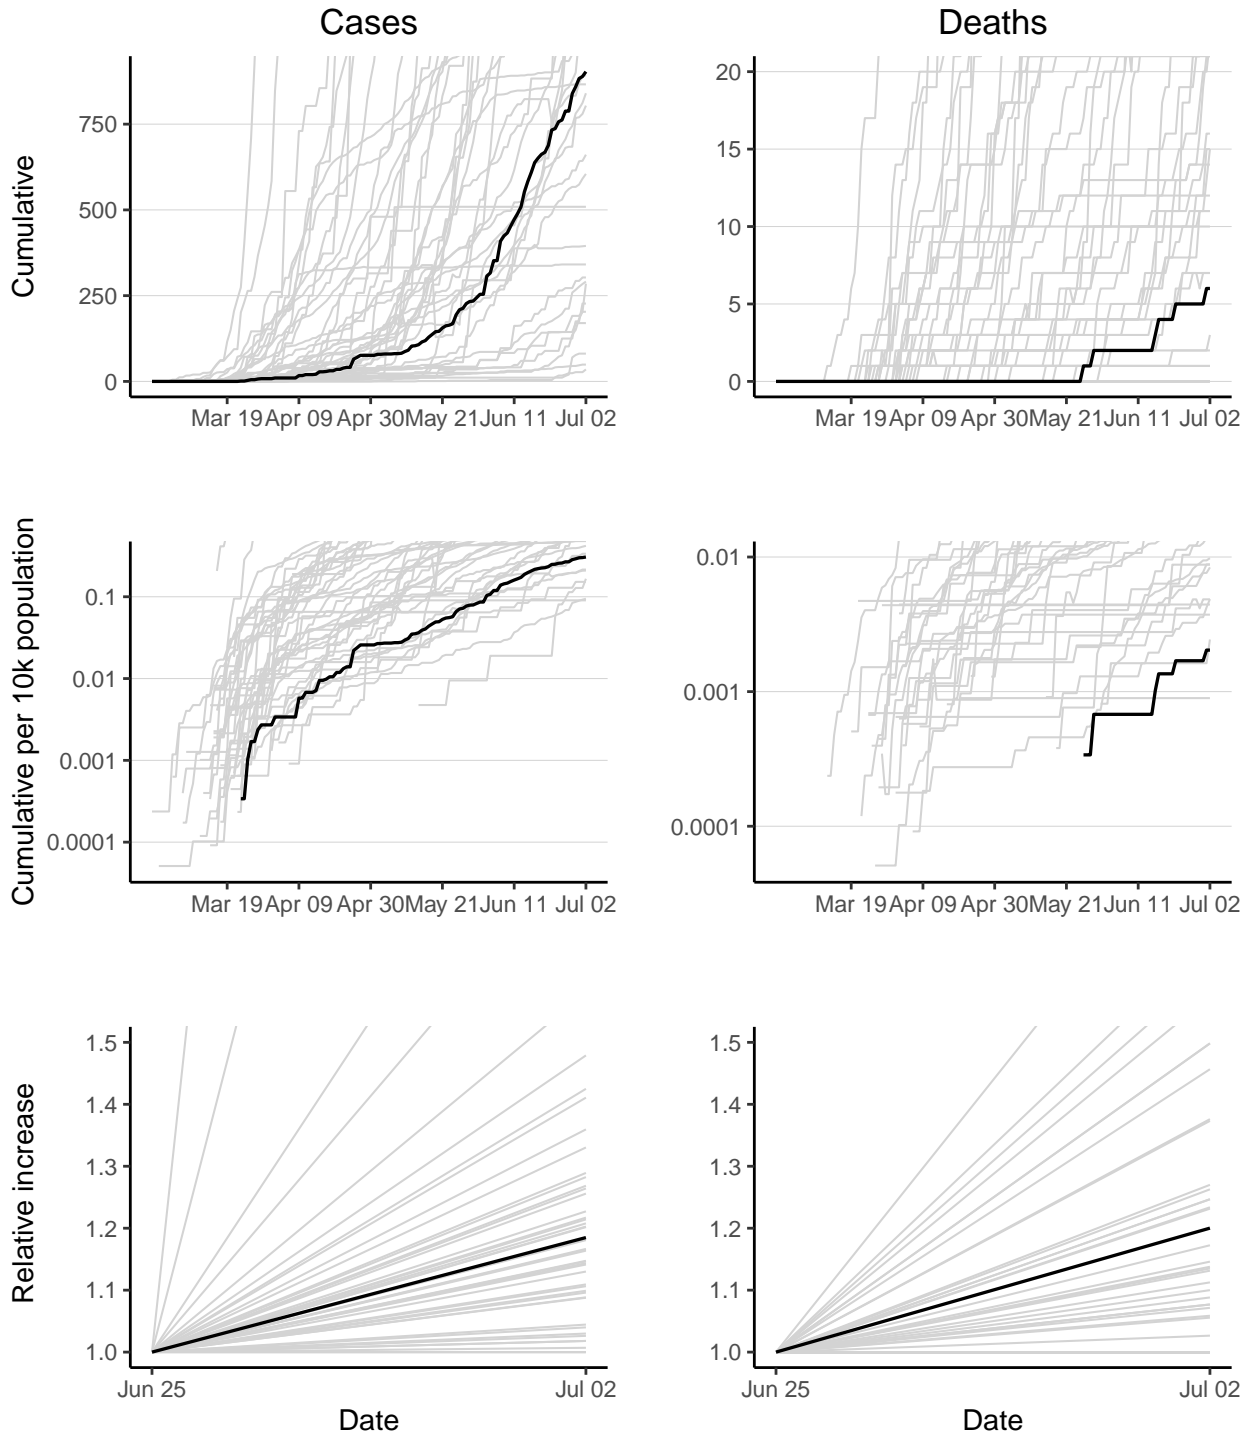 Cases
Deaths
Cumulative
750
500
250
0
Mar 19 Apr 09 Apr 30 May 21 Jun 11 Jul 02
20
15
10
5
0
Mar 19 Apr 09 Apr 30 May 21 Jun 11 Jul 02
Cumulative per 10k population
0.1
0.01
0.001
0.0001
Mar 19 Apr 09 Apr 30 May 21 Jun 11 Jul 02
0.01
0.001
0.0001
Mar 19 Apr 09 Apr 30 May 21 Jun 11 Jul 02
Relative increase
1.5
1.4
1.3
1.2
1.1
1.0
Jun 25 Jul 02
Date
1.5
1.4
1.3
1.2
1.1
1.0
Jun 25 Jul 02
Date